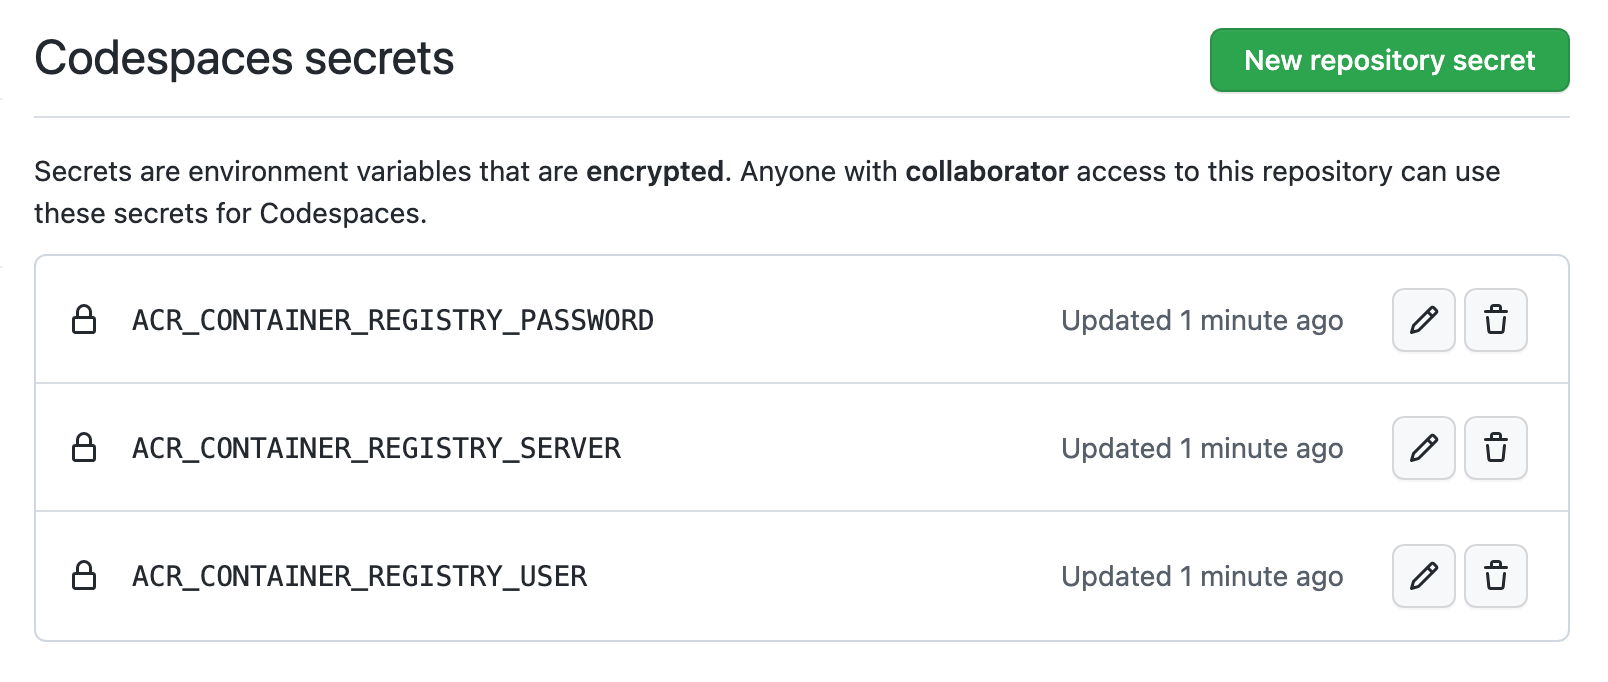 Codespaces secrets
New repository secret
Secrets are environment variables that are encrypted. Anyone with collaborator access to this repository can use
these secrets for Codespaces.
ACR_CONTAINER_REGISTRY_PASSWORD Updated 1 minute ago
ACR_CONTAINER_REGISTRY_SERVER Updated 1 minute ago
ACR_CONTAINER_REGISTRY_USER Updated 1 minute ago